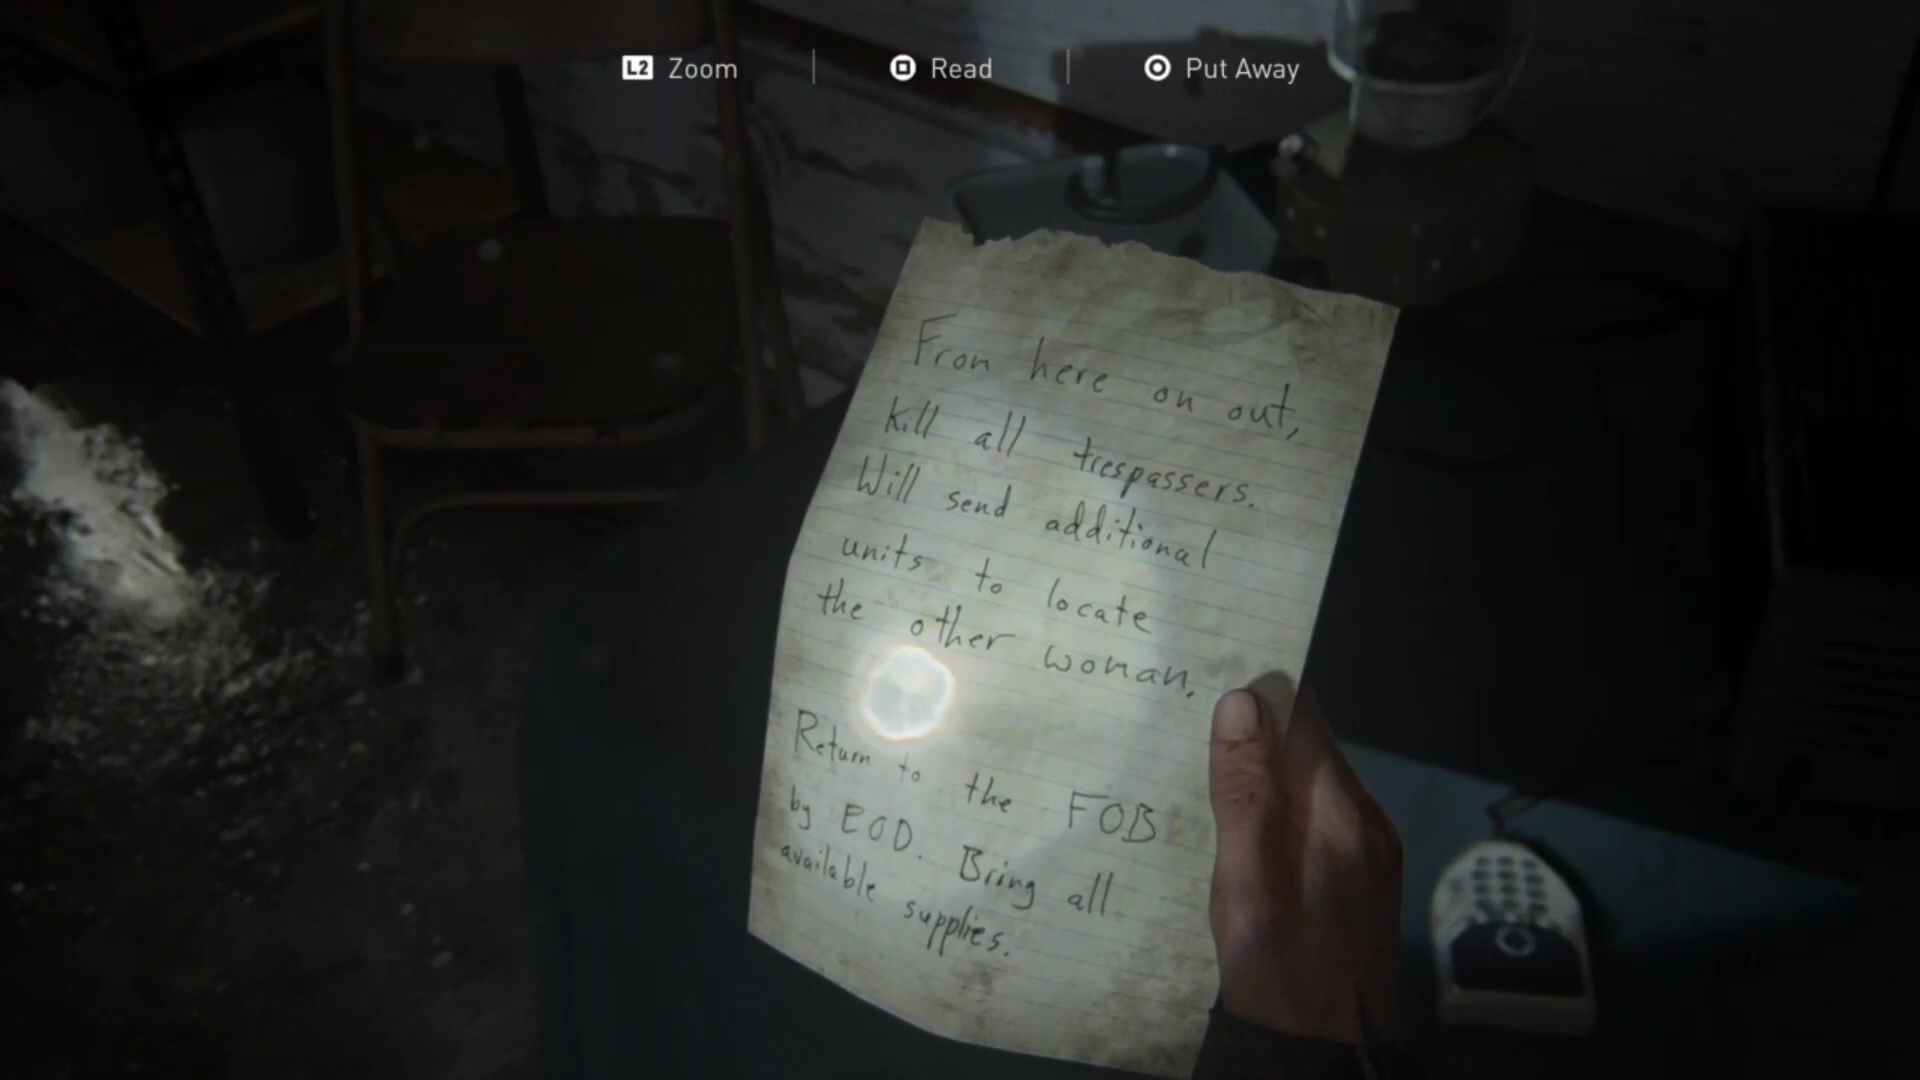 L2 Zoom | Read | Put Away
Fron here on out,
kill all trespassers.
Will send additional
units to locate
the other woman.
Return to the FOB
by EOD. Bring all
available supplies.